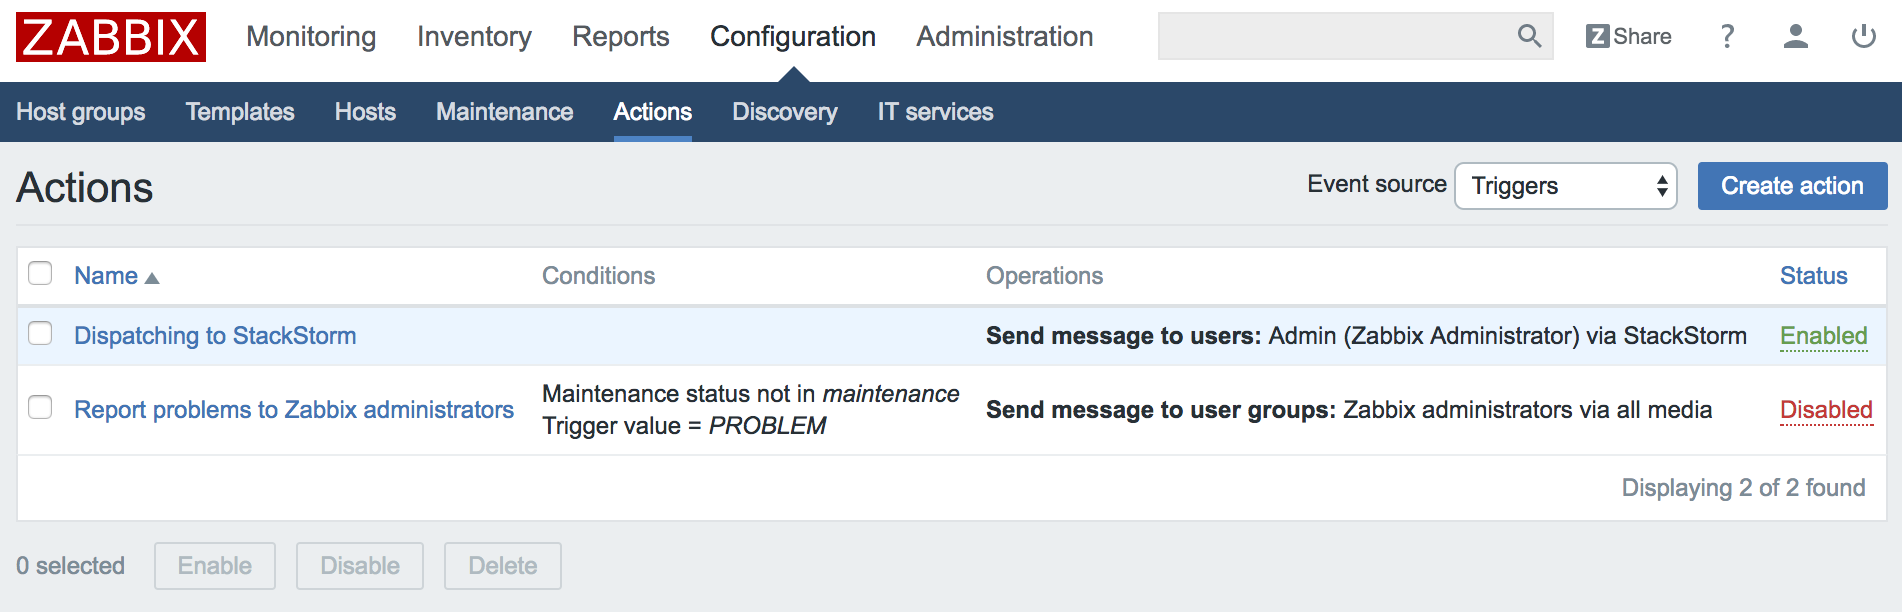 ZABBIX Monitoring Inventory Reports Configuration Administration Z Share ?
Host groups Templates Hosts Maintenance Actions Discovery IT services
Actions Event source Triggers Create action
Name Conditions Operations Status
Dispatching to StackStorm Send message to users: Admin (Zabbix Administrator) via StackStorm Enabled
Maintenance status not in maintenance
Report problems to Zabbix administrators Send message to user groups: Zabbix administrators via all media Disabled
Trigger value = PROBLEM
Displaying 2 of 2 found
0 selected Enable Disable Delete